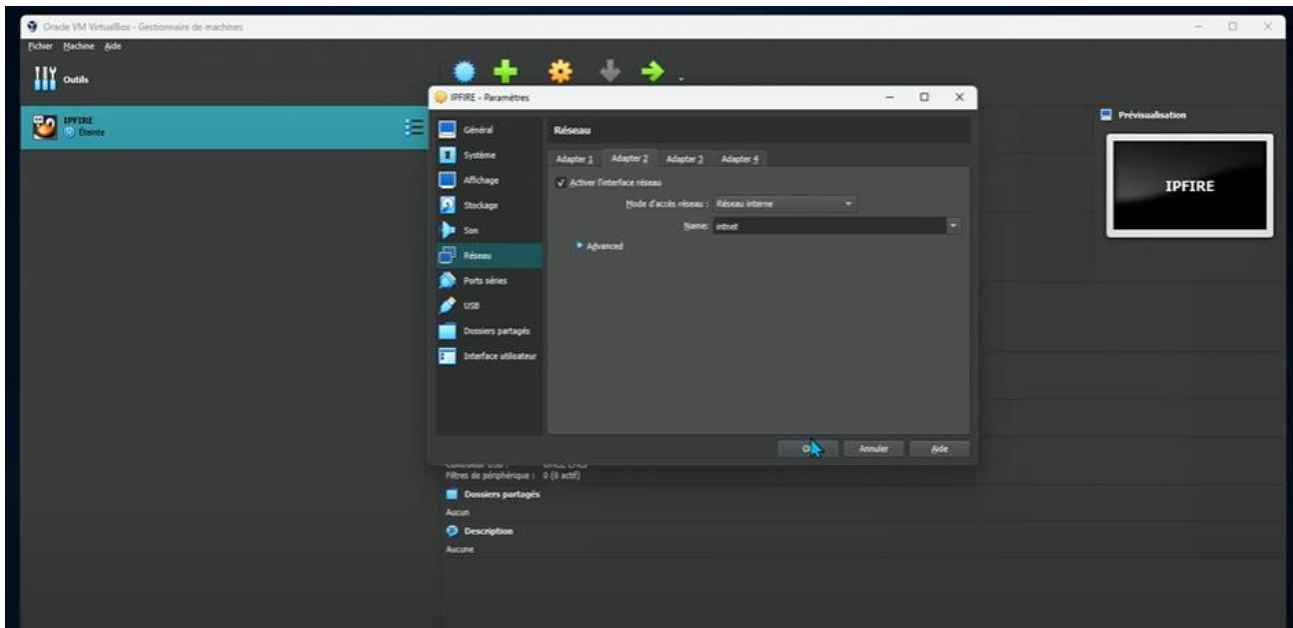 Oracle VM VirtualBox - Gestionnaire de machines
Fichier Machine Aide
Outils
IPFIRE
Éteinte
IPFIRE - Paramètres
Général
Système
Affichage
Stockage
Son
Réseau
Ports séries
USB
Dossiers partagés
Interface utilisateur
Réseau
Adapter 1 Adapter 2 Adapter 3 Adapter 4
Activer l'interface réseau
Mode d'accès réseau : Réseau interne
Name: intnet
Advanced
Annuler Aide
Prévisualisation
IPFIRE
Filtres de périphérique : 0 (0 actif)
Dossiers partagés
Aucun
Description
Aucune